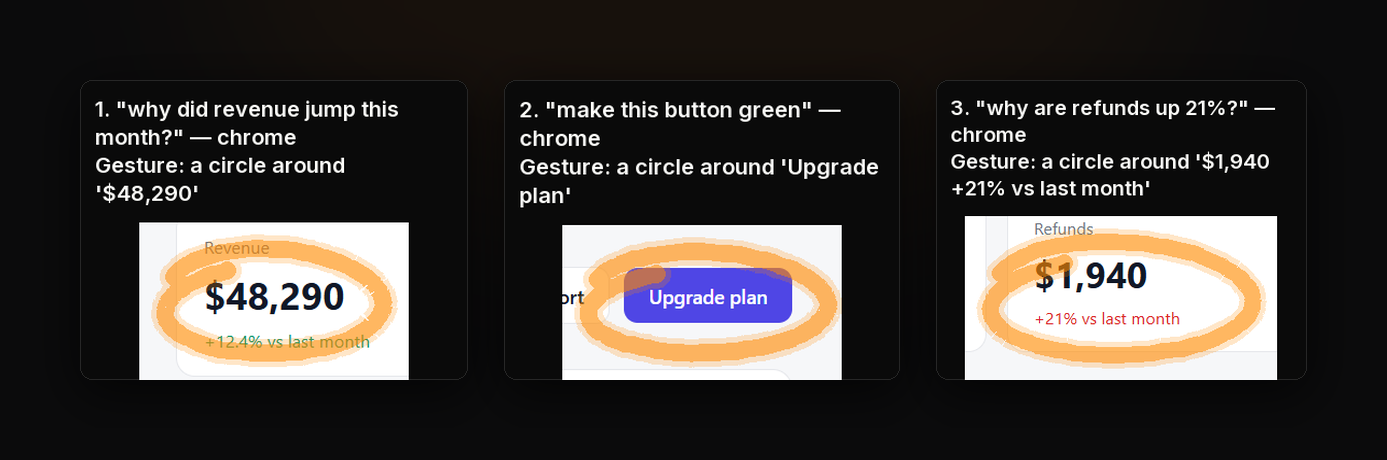 1. "why did revenue jump this
month?" — chrome
Gesture: a circle around
'$48,290'
Revenue
$48,290
+12.4% vs last month
2. "make this button green" —
chrome
Gesture: a circle around 'Upgrade
plan'
ort
Upgrade plan
3. "why are refunds up 21%?" —
chrome
Gesture: a circle around '$1,940
+21% vs last month'
Refunds
$1,940
+21% vs last month